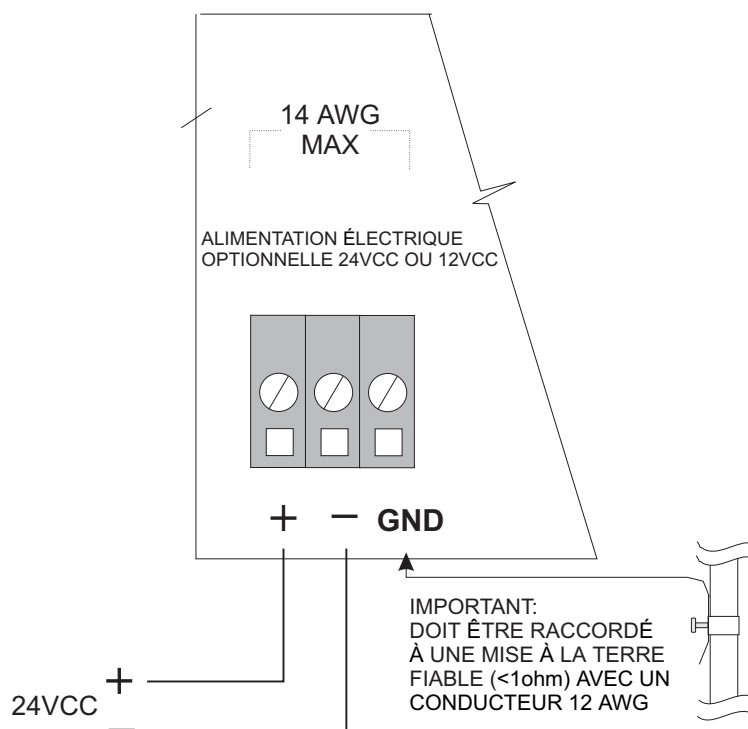 14 AWG
MAX
ALIMENTATION ÉLECTRIQUE
OPTIONNELLE 24VCC OU 12VCC
+ − GND
IMPORTANT:
DOIT ÊTRE RACCORDÉ
À UNE MISE À LA TERRE
FIABLE (<1ohm) AVEC UN
CONDUCTEUR 12 AWG
+
24VCC
−